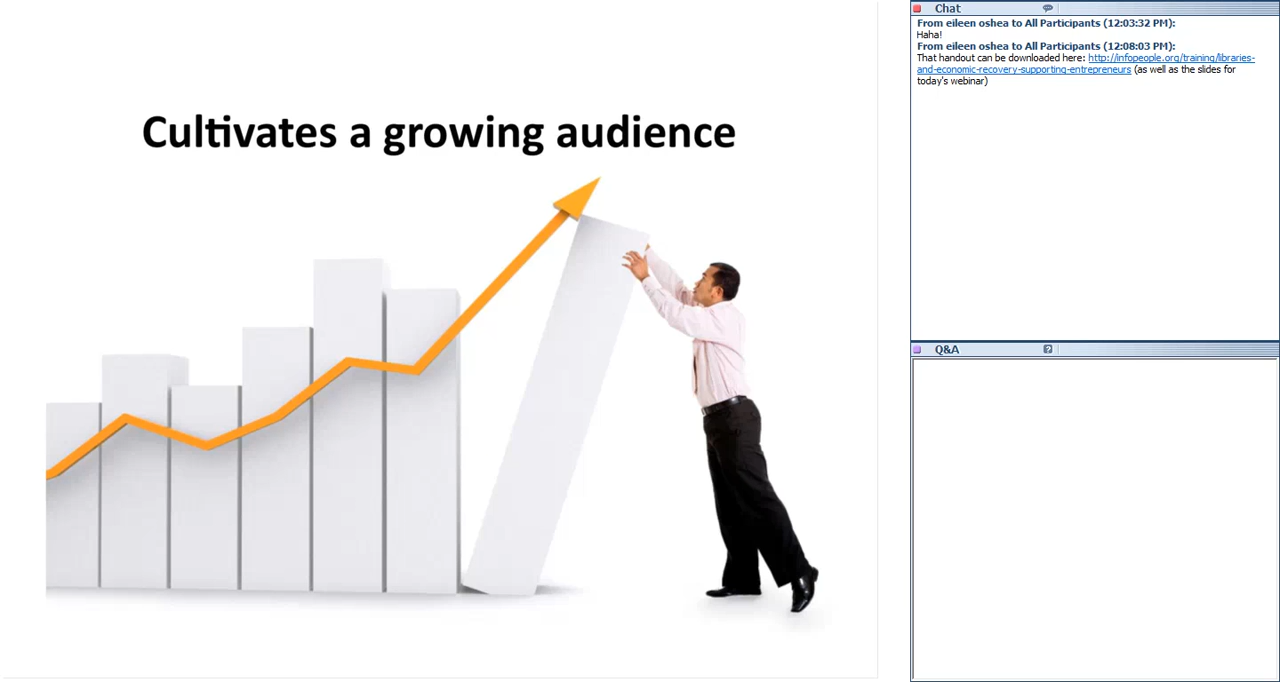 Cultivates a growing audience
Chat
From eileen oshea to All Participants (12:03:32 PM):
Haha!
From eileen oshea to All Participants (12:08:03 PM):
That handout can be downloaded here: http://infopeople.org/training/libraries-
and-economic-recovery-supporting-entrepreneurs (as well as the slides for
today's webinar)
Q&A